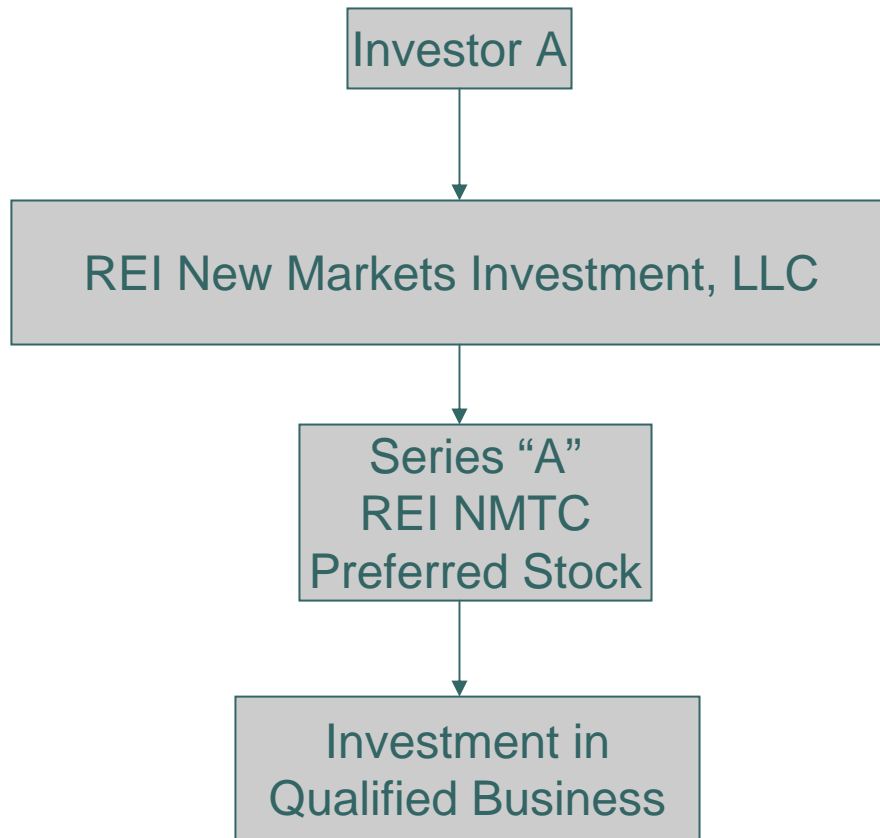 Investor A
REI New Markets Investment, LLC
Series “A”
REI NMTC
Preferred Stock
Investment in
Qualified Business